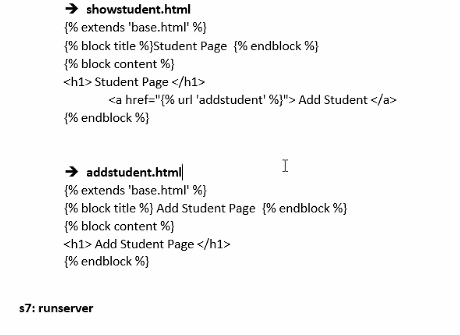 ➔ showstudent.html
{% extends 'base.html' %}
{% block title %}Student Page {% endblock %}
{% block content %}
<h1> Student Page </h1>
<a href="{% url 'addstudent' %}"> Add Student </a>
{% endblock %}
➔ addstudent.html
{% extends 'base.html' %}
{% block title %} Add Student Page {% endblock %}
{% block content %}
<h1> Add Student Page </h1>
{% endblock %}
s7: runserver